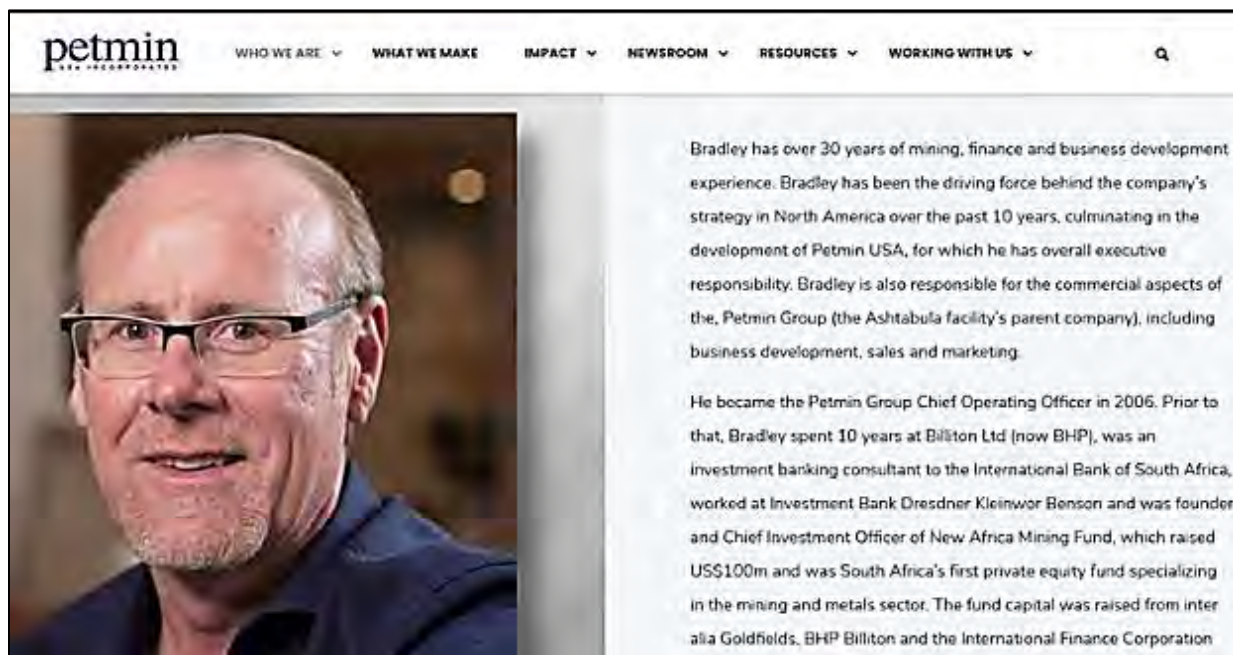 petmin
USA INCORPORATED
WHO WE ARE
WHAT WE MAKE
IMPACT
NEWSROOM
RESOURCES
WORKING WITH US
Bradley has over 30 years of mining, finance and business development
experience. Bradley has been the driving force behind the company's
strategy in North America over the past 10 years, culminating in the
development of Petmin USA, for which he has overall executive
responsibility. Bradley is also responsible for the commercial aspects of
the, Petmin Group (the Ashtabula facility's parent company), including
business development, sales and marketing.
He became the Petmin Group Chief Operating Officer in 2006. Prior to
that, Bradley spent 10 years at Billiton Ltd (now BHP), was an
investment banking consultant to the International Bank of South Africa,
worked at Investment Bank Dresdner Kleinwor Benson and was founder
and Chief Investment Officer of New Africa Mining Fund, which raised
US$100m and was South Africa's first private equity fund specializing
in the mining and metals sector. The fund capital was raised from inter
alia Goldfields, BHP Billiton and the International Finance Corporation